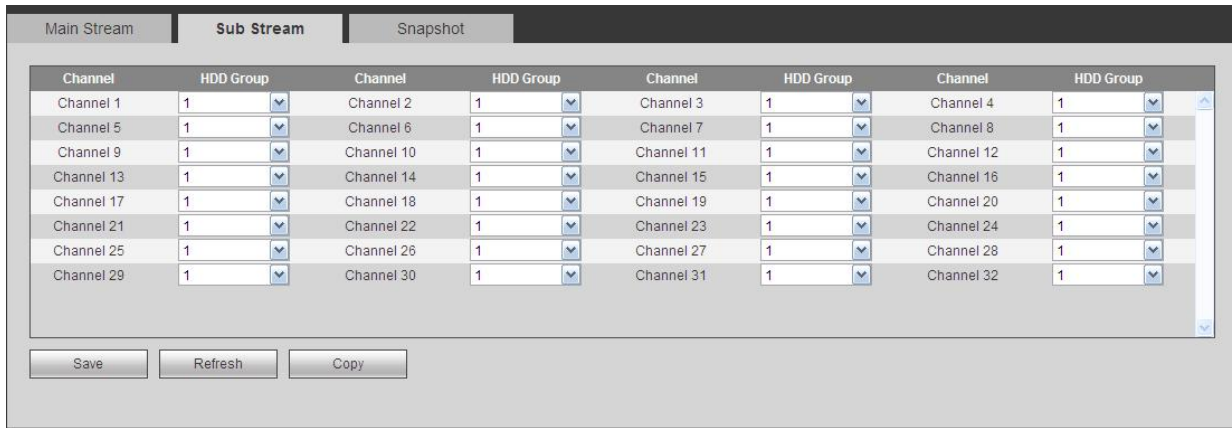 Main Stream Sub Stream Snapshot
Channel HDD Group Channel HDD Group Channel HDD Group Channel HDD Group
Channel 1 1 Channel 2 1 Channel 3 1 Channel 4 1
Channel 5 1 Channel 6 1 Channel 7 1 Channel 8 1
Channel 9 1 Channel 10 1 Channel 11 1 Channel 12 1
Channel 13 1 Channel 14 1 Channel 15 1 Channel 16 1
Channel 17 1 Channel 18 1 Channel 19 1 Channel 20 1
Channel 21 1 Channel 22 1 Channel 23 1 Channel 24 1
Channel 25 1 Channel 26 1 Channel 27 1 Channel 28 1
Channel 29 1 Channel 30 1 Channel 31 1 Channel 32 1
Save Refresh Copy